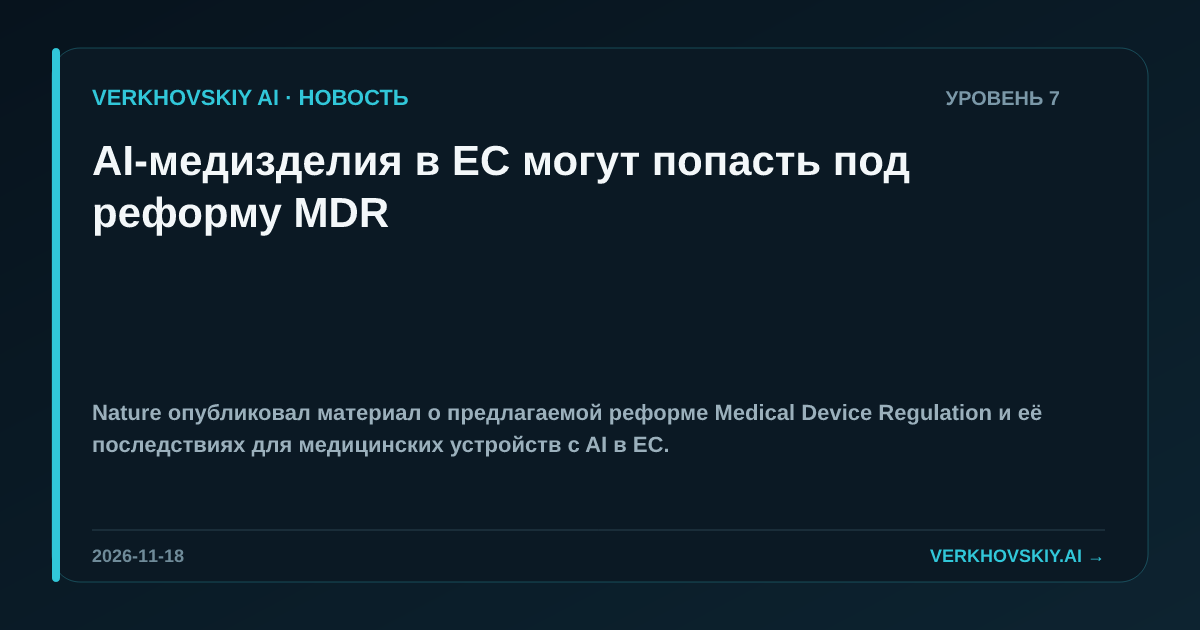 VERKHOVSKIY AI · НОВОСТЬ
УРОВЕНЬ 7
AI-медизделия в ЕС могут попасть под
реформу MDR
Nature опубликовал материал о предлагаемой реформе Medical Device Regulation и её
последствиях для медицинских устройств с AI в ЕС.
2026-11-18
VERKHOVSKIY.AI →